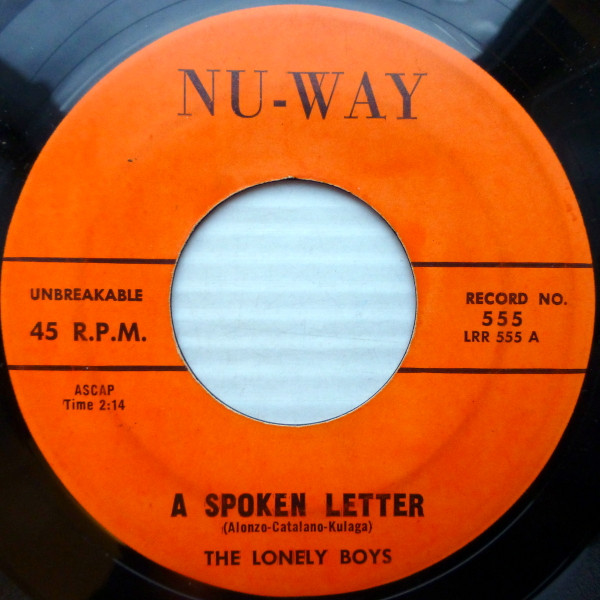 NU-WAY
UNBREAKABLE
45 R.P.M.
ASCAP
Time 2:14
RECORD NO.
555
LRR 555 A
A SPOKEN LETTER
(Alonzo-Catalano-Kulaga)
THE LONELY BOYS